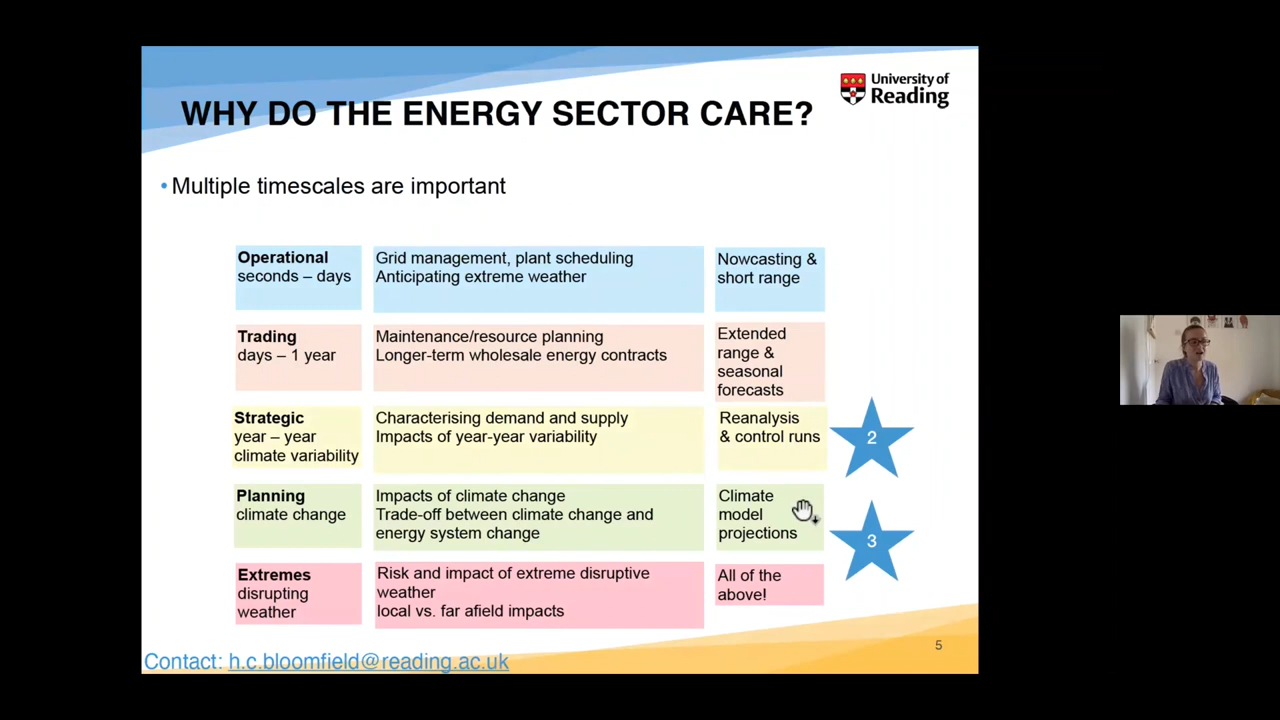 University of
Reading
WHY DO THE ENERGY SECTOR CARE?
• Multiple timescales are important
Operational
seconds – days
Grid management, plant scheduling
Anticipating extreme weather
Nowcasting &
short range
Trading
days – 1 year
Maintenance/resource planning
Longer-term wholesale energy contracts
Extended
range &
seasonal
forecasts
Strategic
year – year
climate variability
Characterising demand and supply
Impacts of year-year variability
Reanalysis
& control runs
2
Planning
climate change
Impacts of climate change
Trade-off between climate change and
energy system change
Climate
model
projections
3
Extremes
disrupting
weather
Risk and impact of extreme disruptive
weather
local vs. far afield impacts
All of the
above!
5
Contact: h.c.bloomfield@reading.ac.uk